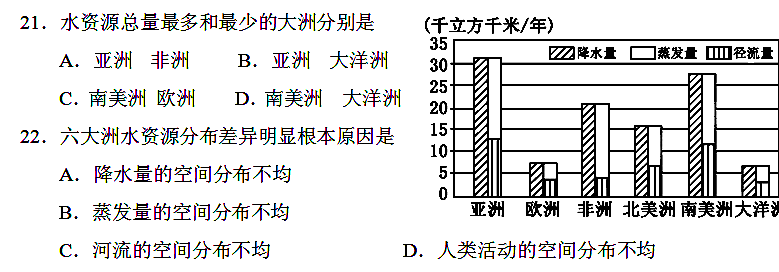 21．水资源总量最多和最少的大洲分别是
A．亚洲　非洲　　B．亚洲　大洋洲
C．南美洲 欧洲　　D．南美洲　大洋洲
22．六大洲水资源分布差异明显根本原因是
A．降水量的空间分布不均
B．蒸发量的空间分布不均
C．河流的空间分布不均　　D．人类活动的空间分布不均
(千立方千米/年)
降水量　蒸发量　径流量
35
30
25
20
15
10
5
0
亚洲　欧洲　非洲　北美洲　南美洲　大洋洲